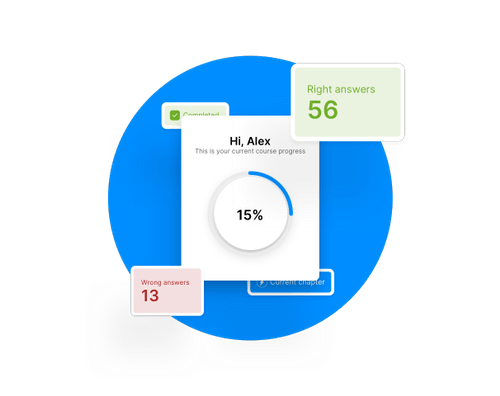 Right answers
56
Completed
Hi, Alex
This is your current course progress
15%
Wrong answers
13
Current chapter